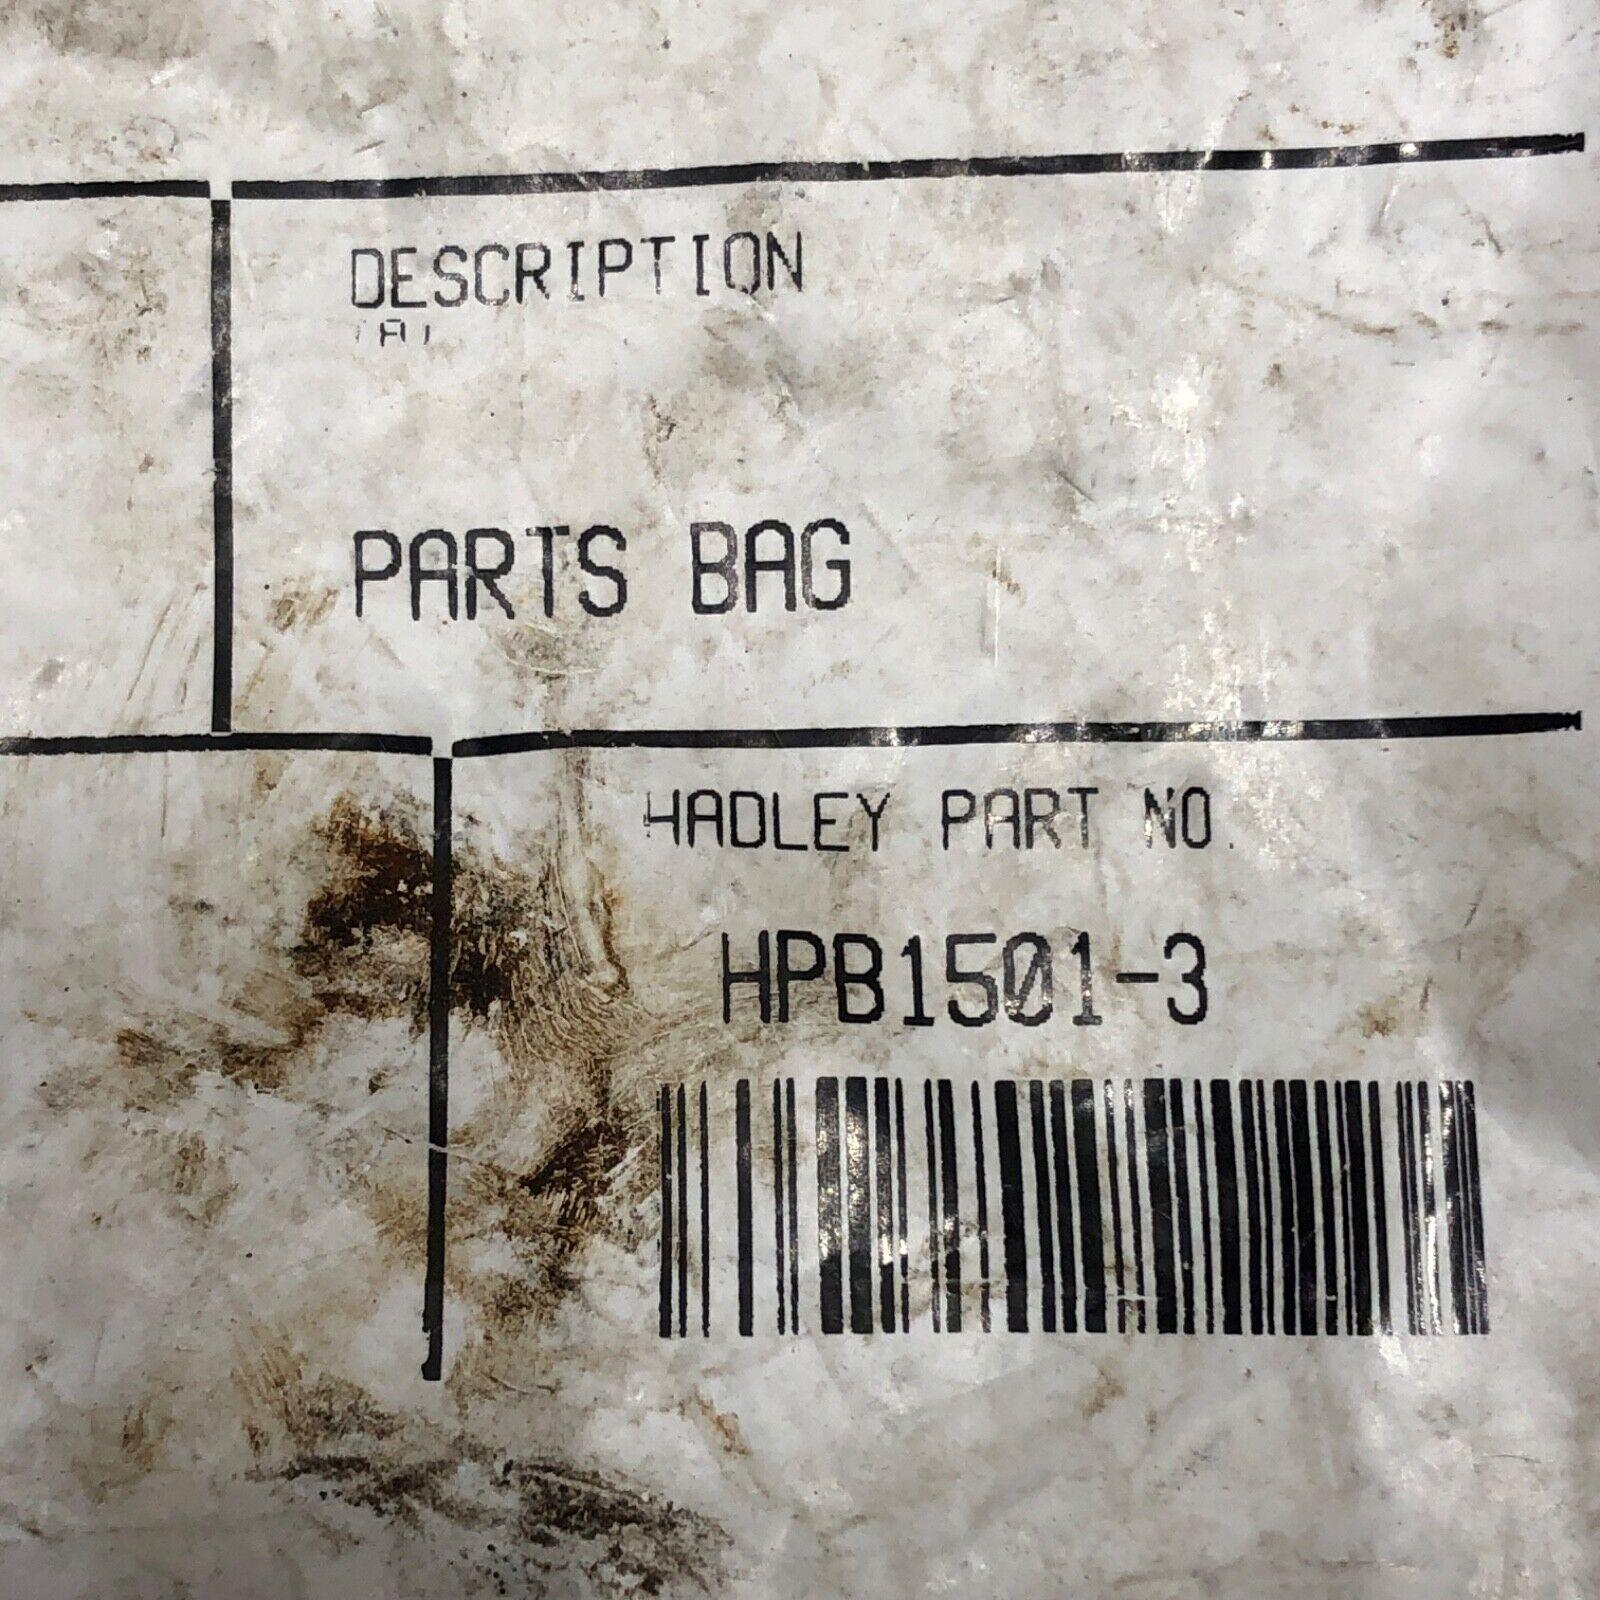 DESCRIPTION
PARTS BAG
HADLEY PART NO.
HPB1501-3